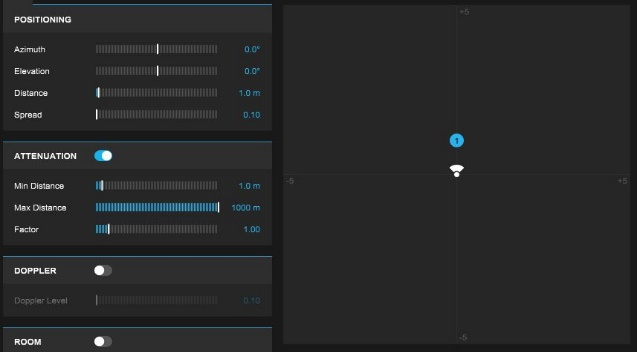 POSITIONING
Azimuth 0.0°
Elevation 0.0°
Distance 1.0 m
Spread 0.10
ATTENUATION
Min Distance 1.0 m
Max Distance 1000 m
Factor 1.00
DOPPLER
Doppler Level 0.10
ROOM
+5
1
-5 +5
-5